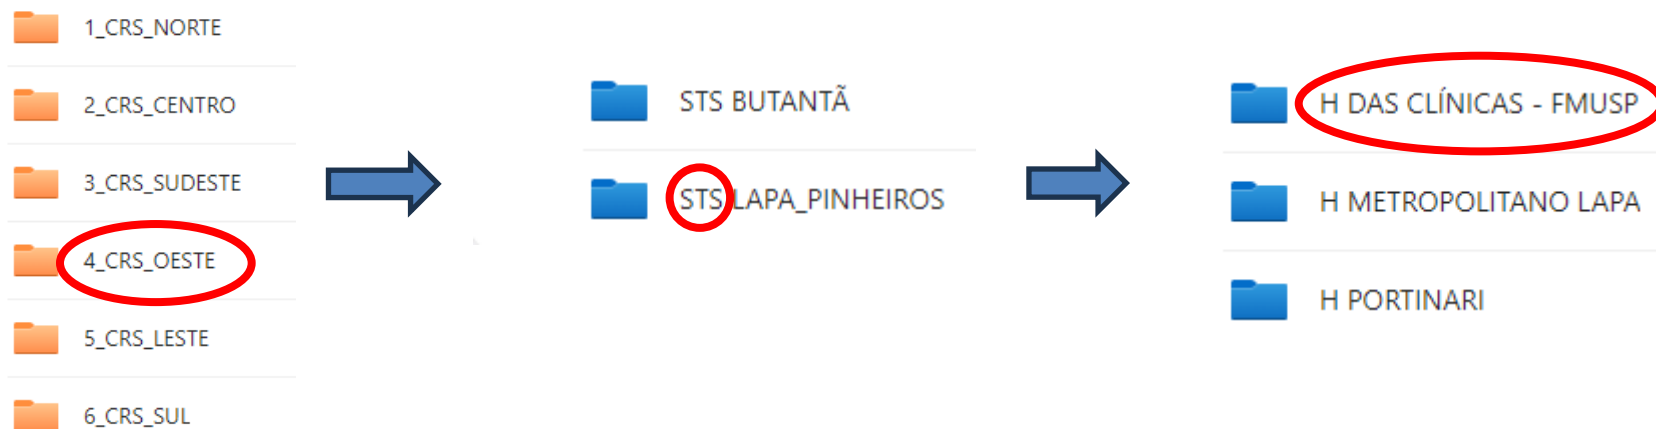 1_CRS_NORTE
2_CRS_CENTRO
3_CRS_SUDESTE
4_CRS_OESTE
5_CRS_LESTE
6_CRS_SUL
STS BUTANTÃ
STS LAPA_PINHEIROS
H DAS CLÍNICAS - FMUSP
H METROPOLITANO LAPA
H PORTINARI